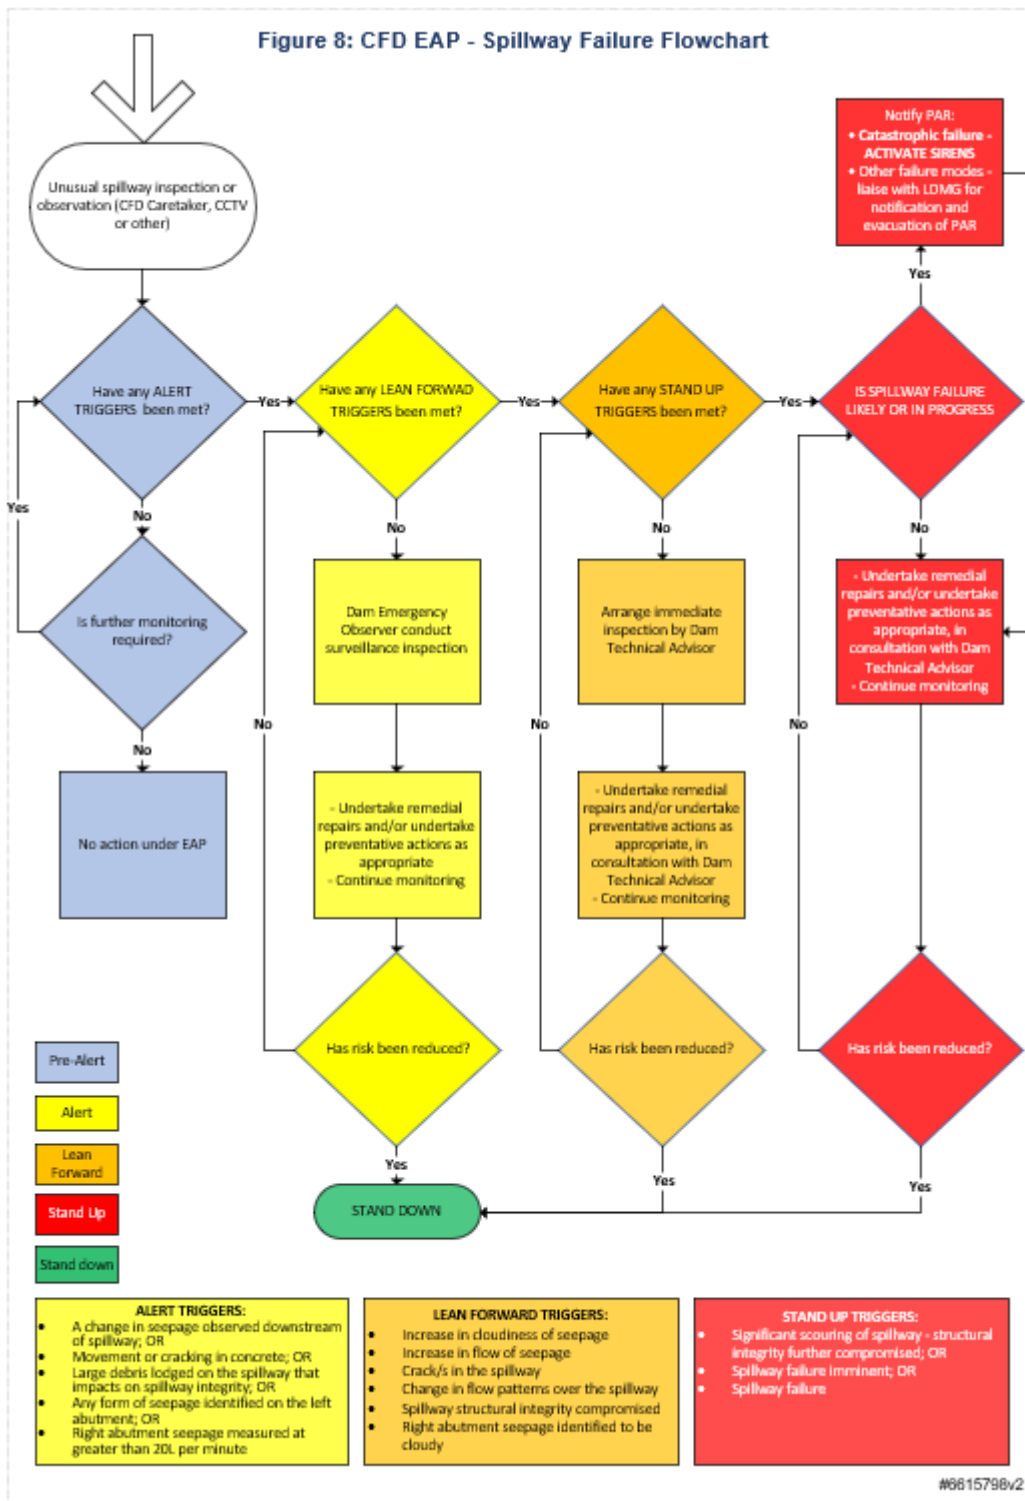 Figure 8: CFD EAP - Spillway Failure Flowchart
Notify PAR:
• Catastrophic failure -
ACTIVATE SIRENS
• Other failure modes -
liaise with LDMG for
notification and
evacuation of PAR
Unusual spillway inspection or
observation (CFD Caretaker, CCTV
or other)
Yes
Have any ALERT
TRIGGERS been met?
Yes
Have any LEAN FORWAD
TRIGGERS been met?
Yes
Have any STAND UP
TRIGGERS been met?
Yes
IS SPILLWAY FAILURE
LIKELY OR IN PROGRESS
Yes
No
No
No
No
Is further monitoring
required?
Dam Emergency
Observer conduct
surveillance inspection
Arrange immediate
inspection by Dam
Technical Advisor
- Undertake remedial
repairs and/or undertake
preventative actions as
appropriate, in
consultation with Dam
Technical Advisor
- Continue monitoring
No
No
No
No
No action under EAP
- Undertake remedial
repairs and/or undertake
preventative actions as
appropriate
- Continue monitoring
- Undertake remedial
repairs and/or undertake
preventative actions as
appropriate, in
consultation with Dam
Technical Advisor
- Continue monitoring
Has risk been reduced?
Has risk been reduced?
Has risk been reduced?
Pre-Alert
Alert
Lean
Forward
Stand Up
Stand down
Yes
Yes
Yes
STAND DOWN
ALERT TRIGGERS:
• A change in seepage observed downstream
of spillway; OR
• Movement or cracking in concrete; OR
• Large debris lodged on the spillway that
impacts on spillway integrity; OR
• Any form of seepage identified on the left
abutment; OR
• Right abutment seepage measured at
greater than 20L per minute
LEAN FORWARD TRIGGERS:
• Increase in cloudiness of seepage
• Increase in flow of seepage
• Crack/s in the spillway
• Change in flow patterns over the spillway
• Spillway structural integrity compromised
• Right abutment seepage identified to be
cloudy
STAND UP TRIGGERS:
• Significant scouring of spillway - structural
integrity further compromised; OR
• Spillway failure imminent; OR
• Spillway failure
#6615798v2